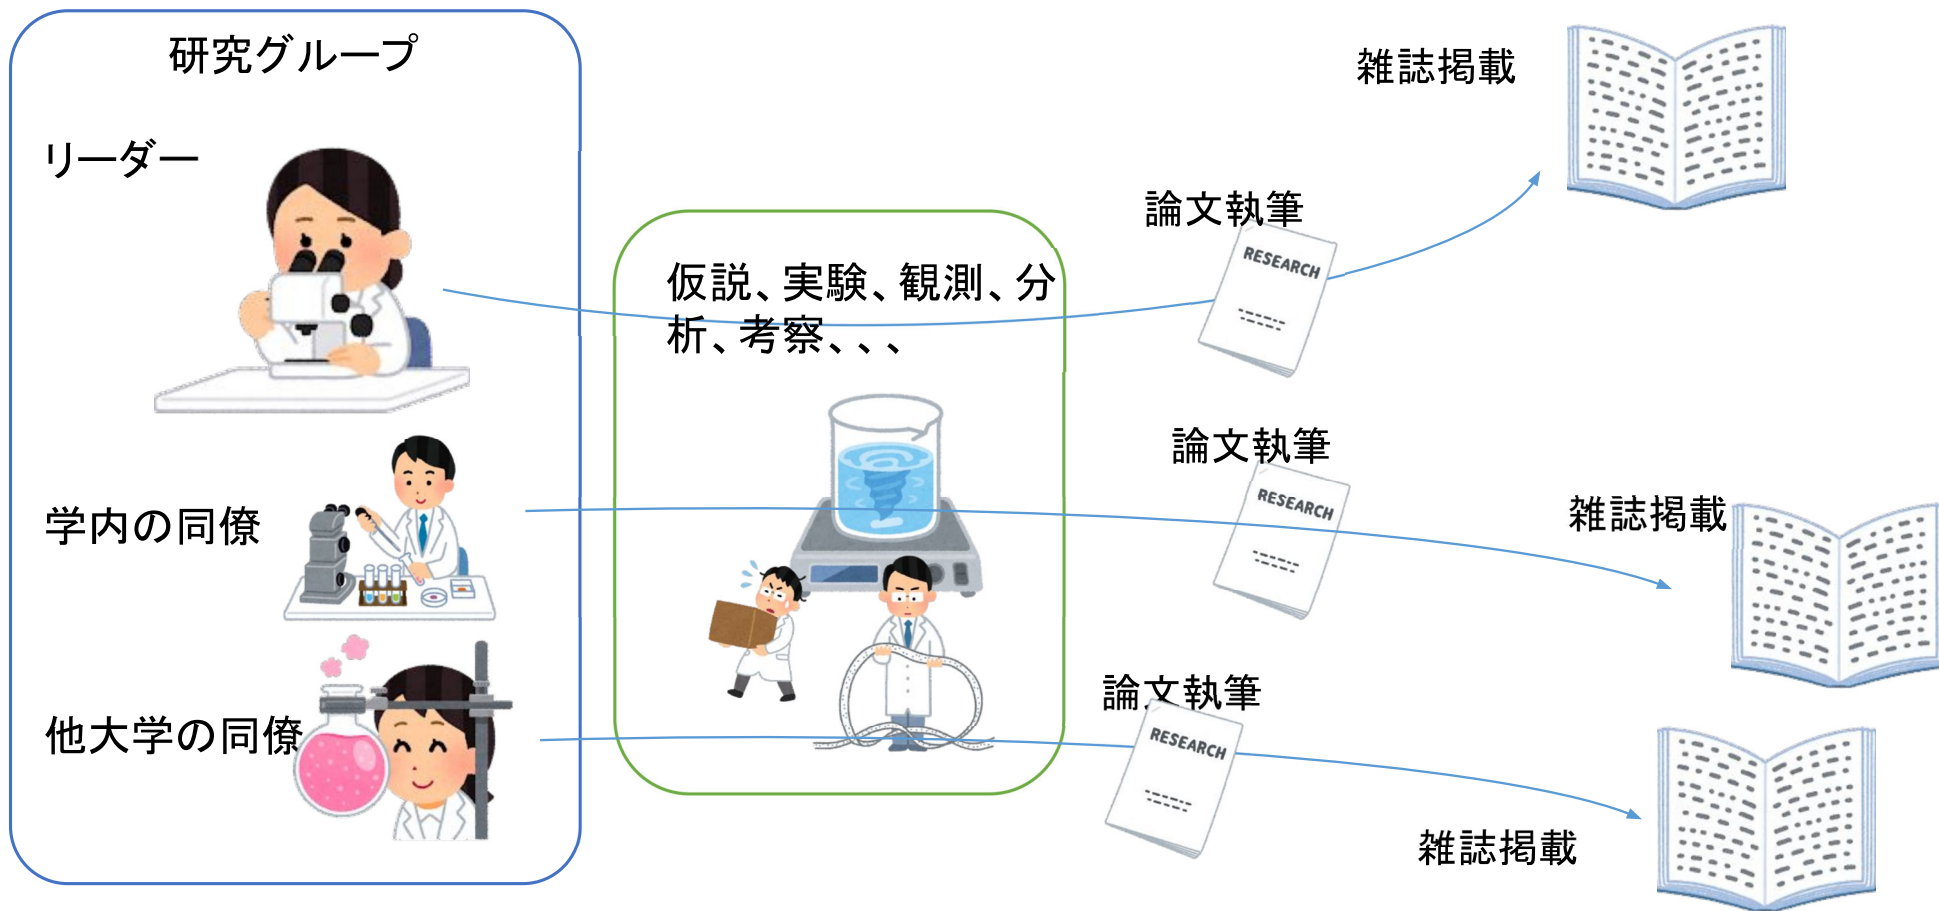 研究グループ
リーダー
学内の同僚
他大学の同僚
仮説、実験、観測、分
析、考察、、、
論文執筆
RESEARCH
雑誌掲載
論文執筆
RESEARCH
雑誌掲載
論文執筆
RESEARCH
雑誌掲載